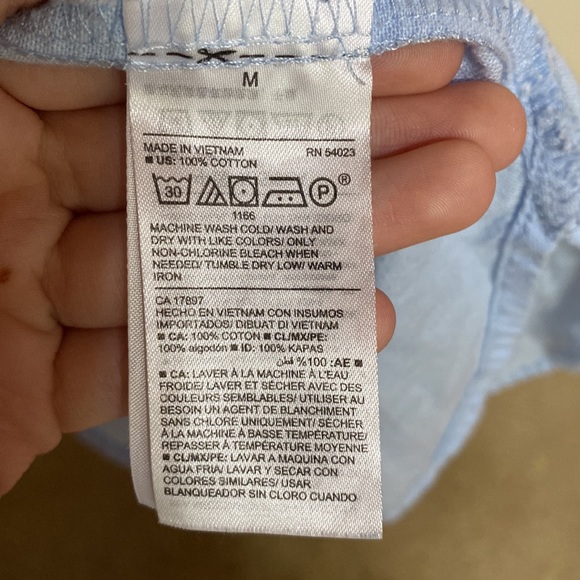 M
MADE IN VIETNAM RN 54023
■ US: 100% COTTON
30 P ®
1166
MACHINE WASH COLD/ WASH AND
DRY WITH LIKE COLORS/ ONLY
NON-CHLORINE BLEACH WHEN
NEEDED/ TUMBLE DRY LOW/ WARM
IRON
CA 17897
HECHO EN VIETNAM CON INSUMOS
IMPORTADOS/ DIBUAT DI VIETNAM
■ CA: 100% COTON ■ CL/MX/PE:
100% algodón ■ ID: 100% KAPAS
■ AE: 100% قطن
■ CA: LAVER À LA MACHINE À L'EAU
FROIDE/ LAVER ET SÉCHER AVEC DES
COULEURS SEMBLABLES/ UTILISER AU
BESOIN UN AGENT DE BLANCHIMENT
SANS CHLORE UNIQUEMENT/ SÉCHER
À LA MACHINE À BASSE TEMPÉRATURE/
REPASSER À TEMPÉRATURE MOYENNE
■ CL/MX/PE: LAVAR A MAQUINA CON
AGUA FRIA/ LAVAR Y SECAR CON
COLORES SIMILARES/ USAR
BLANQUEADOR SIN CLORO CUANDO